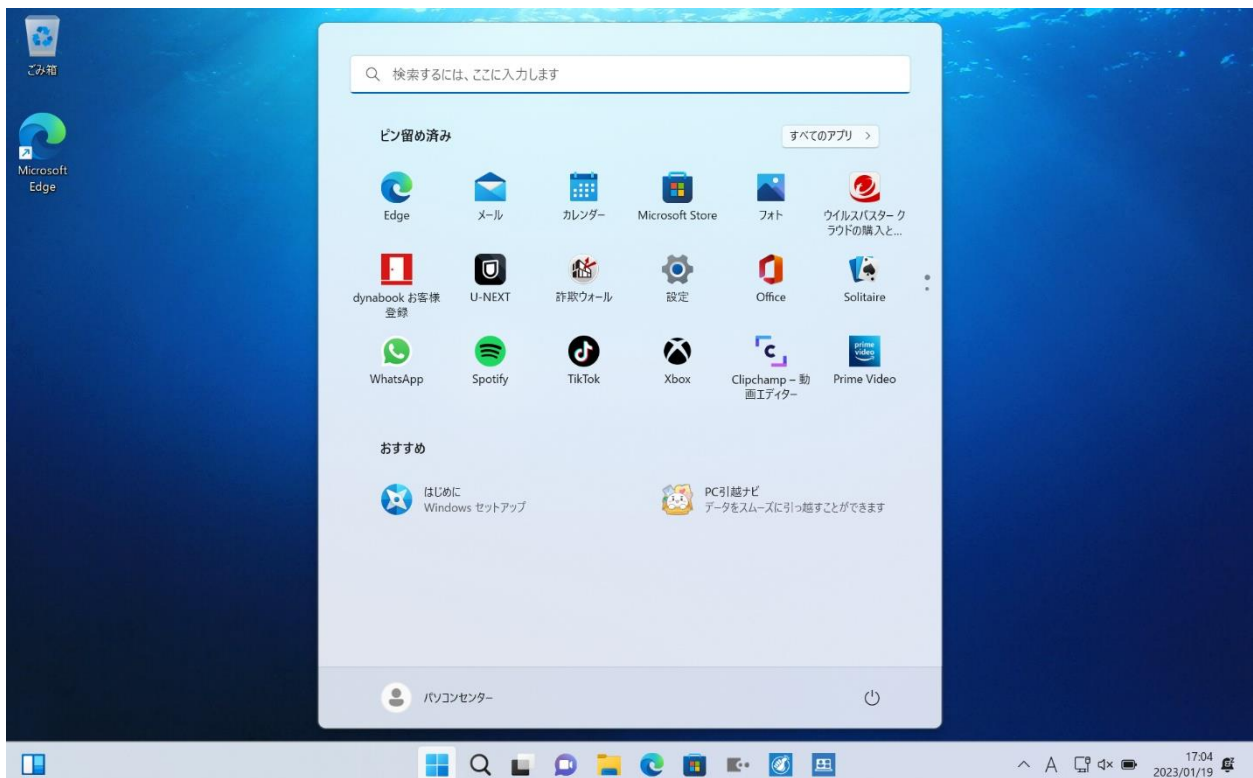 ごみ箱
Microsoft
Edge
検索するには、ここに入力します
ピン留め済み
すべてのアプリ
Edge
メール
カレンダー
Microsoft Store
フォト
ウイルスバスター ク
ラウドの購入と...
dynabook お客様
登録
U-NEXT
詐欺ウォール
設定
Office
Solitaire
WhatsApp
Spotify
TikTok
Xbox
Clipchamp – 動
画エディター
prime
video
Prime Video
おすすめ
はじめに
Windows セットアップ
PC引越ナビ
データをスムーズに引っ越すことができます
パソコンセンター
A
17:04
2023/01/19